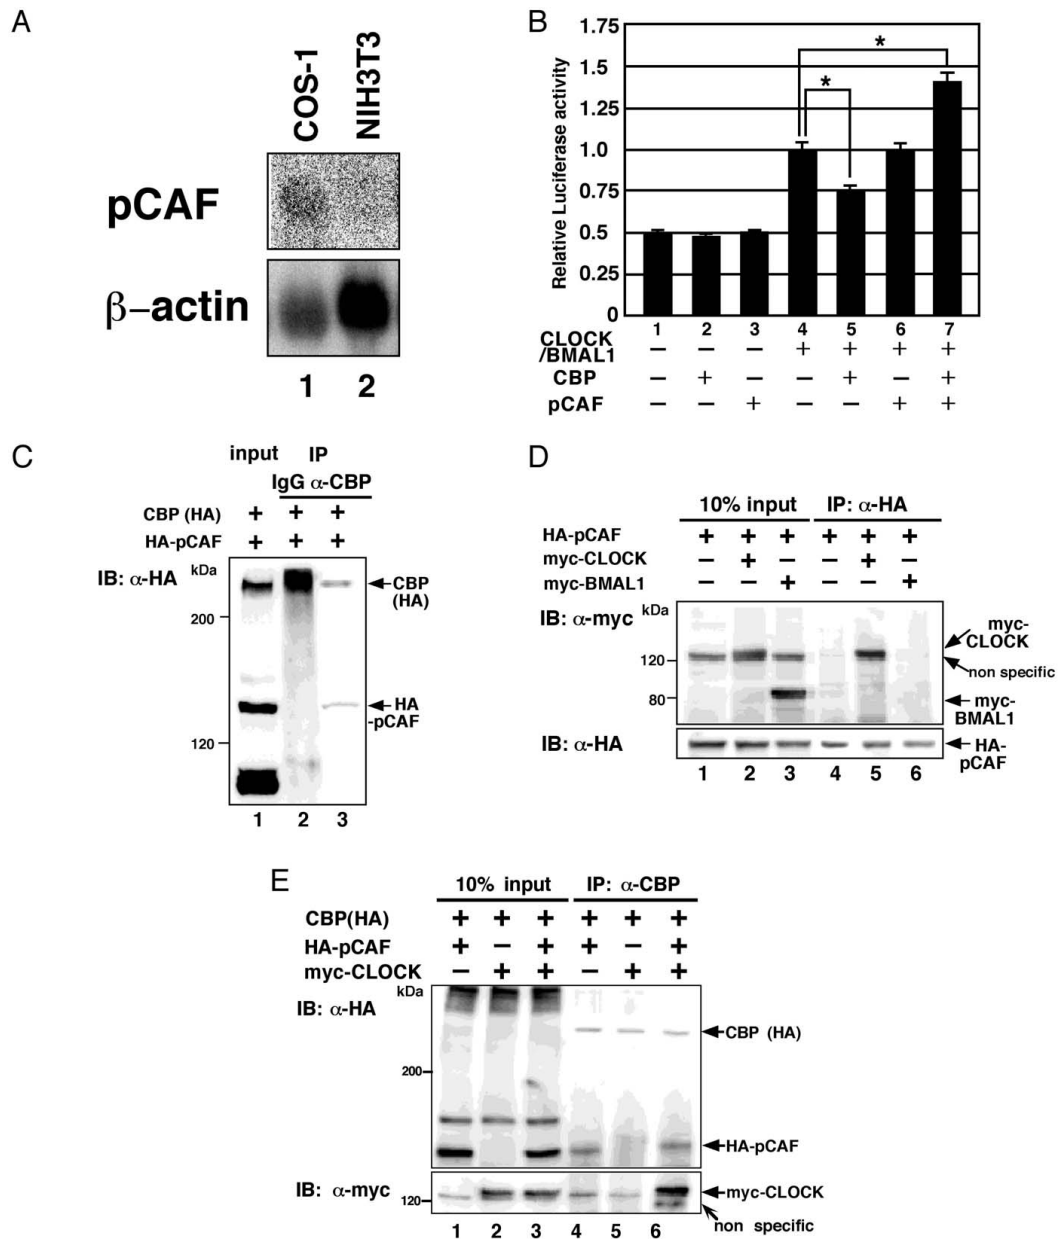 A
COS-1
NIH3T3
pCAF
β–actin
1 2
B
Relative Luciferase activity
1.75
1.5
1.25
1.0
0.75
0.5
0.25
0
* *
1 2 3 4 5 6 7
CLOCK
/BMAL1 − − − + + + +
CBP − + − − + − +
pCAF − − + − − + +
C
input IP
IgG α-CBP
CBP (HA) + + +
HA-pCAF + + +
IB: α-HA kDa
CBP
(HA)
200
HA
-pCAF
120
1 2 3
D
10% input IP: α-HA
HA-pCAF + + + + + +
myc-CLOCK − + − − + −
myc-BMAL1 − − + − − +
IB: α-myc kDa
myc-
CLOCK
120
non specific
80
myc-
BMAL1
IB: α-HA
HA-
pCAF
1 2 3 4 5 6
E
10% input IP: α-CBP
CBP(HA) + + + + + +
HA-pCAF + − + + − +
myc-CLOCK − + + − + +
kDa
IB: α-HA
CBP (HA)
200
HA-pCAF
IB: α-myc
myc-CLOCK
120
non specific
1 2 3 4 5 6